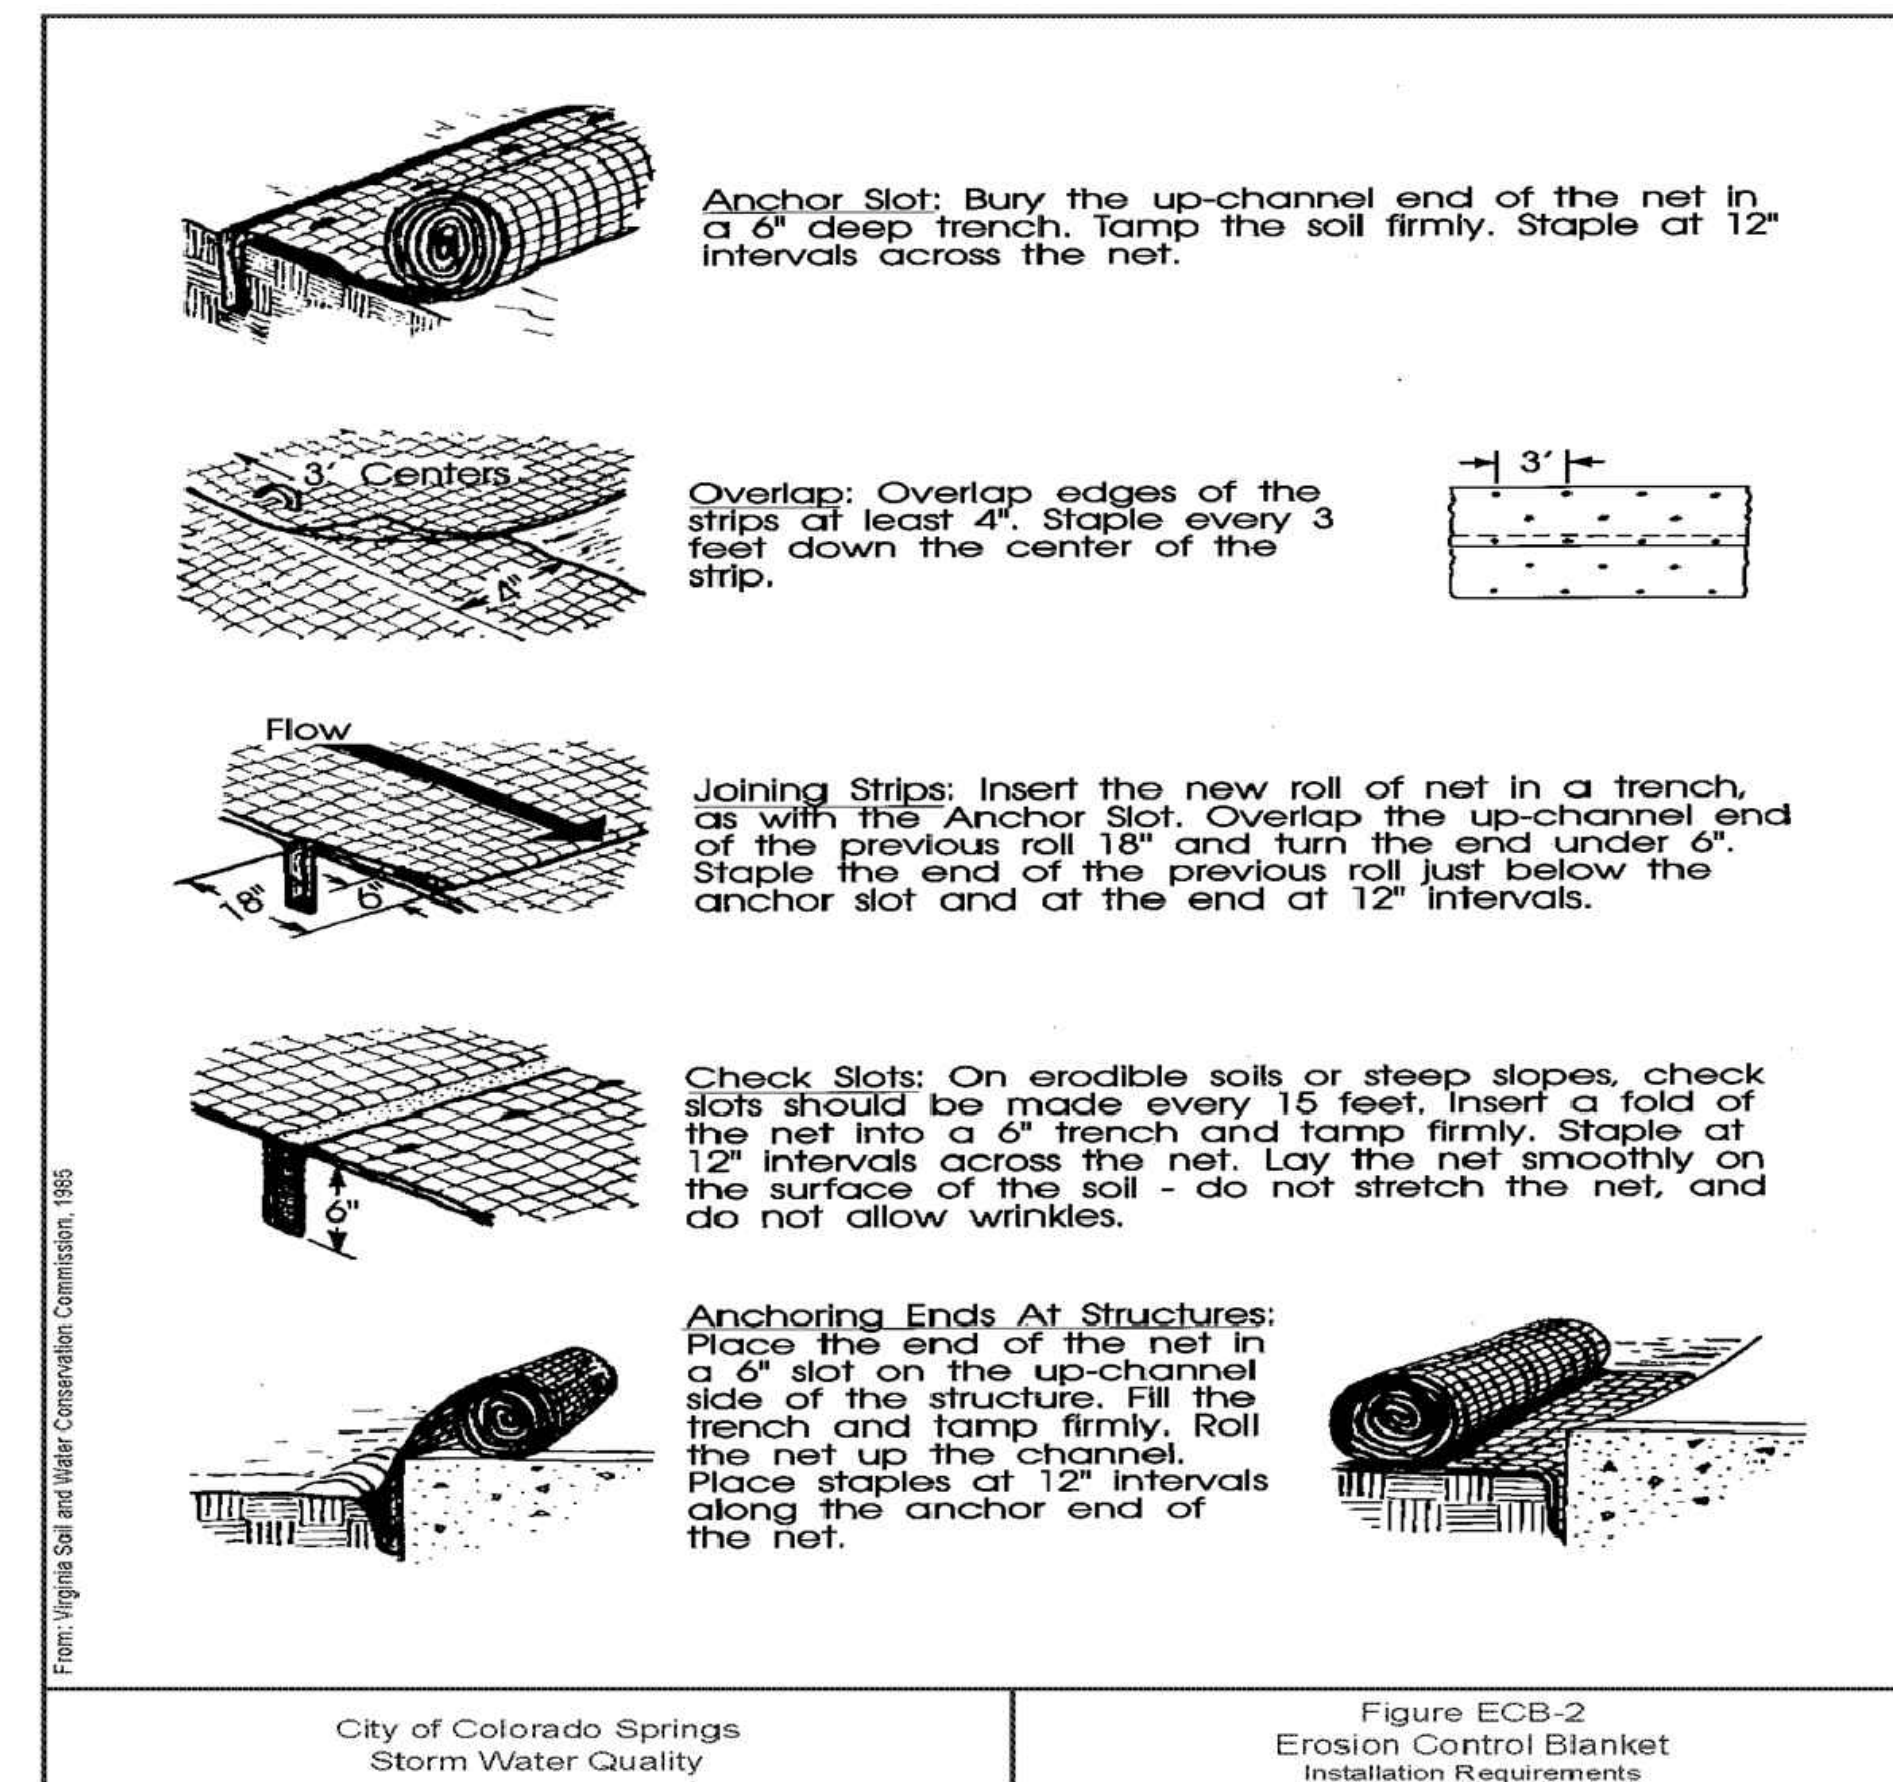 Anchor Slot: Bury the up-channel end of the net in
a 6" deep trench. Tamp the soil firmly. Staple at 12"
intervals across the net.
3' Centers
4"
Overlap: Overlap edges of the
strips at least 4". Staple every 3
feet down the center of the
strip.
3'
Flow
18"
6"
Joining Strips: Insert the new roll of net in a trench,
as with the Anchor Slot. Overlap the up-channel end
of the previous roll 18" and turn the end under 6".
Staple the end of the previous roll just below the
anchor slot and at the end at 12" intervals.
6"
Check Slots: On erodible soils or steep slopes, check
slots should be made every 15 feet. Insert a fold of
the net into a 6" trench and tamp firmly. Staple at
12" intervals across the net. Lay the net smoothly on
the surface of the soil - do not stretch the net, and
do not allow wrinkles.
Anchoring Ends At Structures:
Place the end of the net in
a 6" slot on the up-channel
side of the structure. Fill the
trench and tamp firmly. Roll
the net up the channel.
Place staples at 12" intervals
along the anchor end of
the net.
From: Virginia Soil and Water Conservation Commission, 1985
City of Colorado Springs
Storm Water Quality
Figure ECB-2
Erosion Control Blanket
Installation Requirements